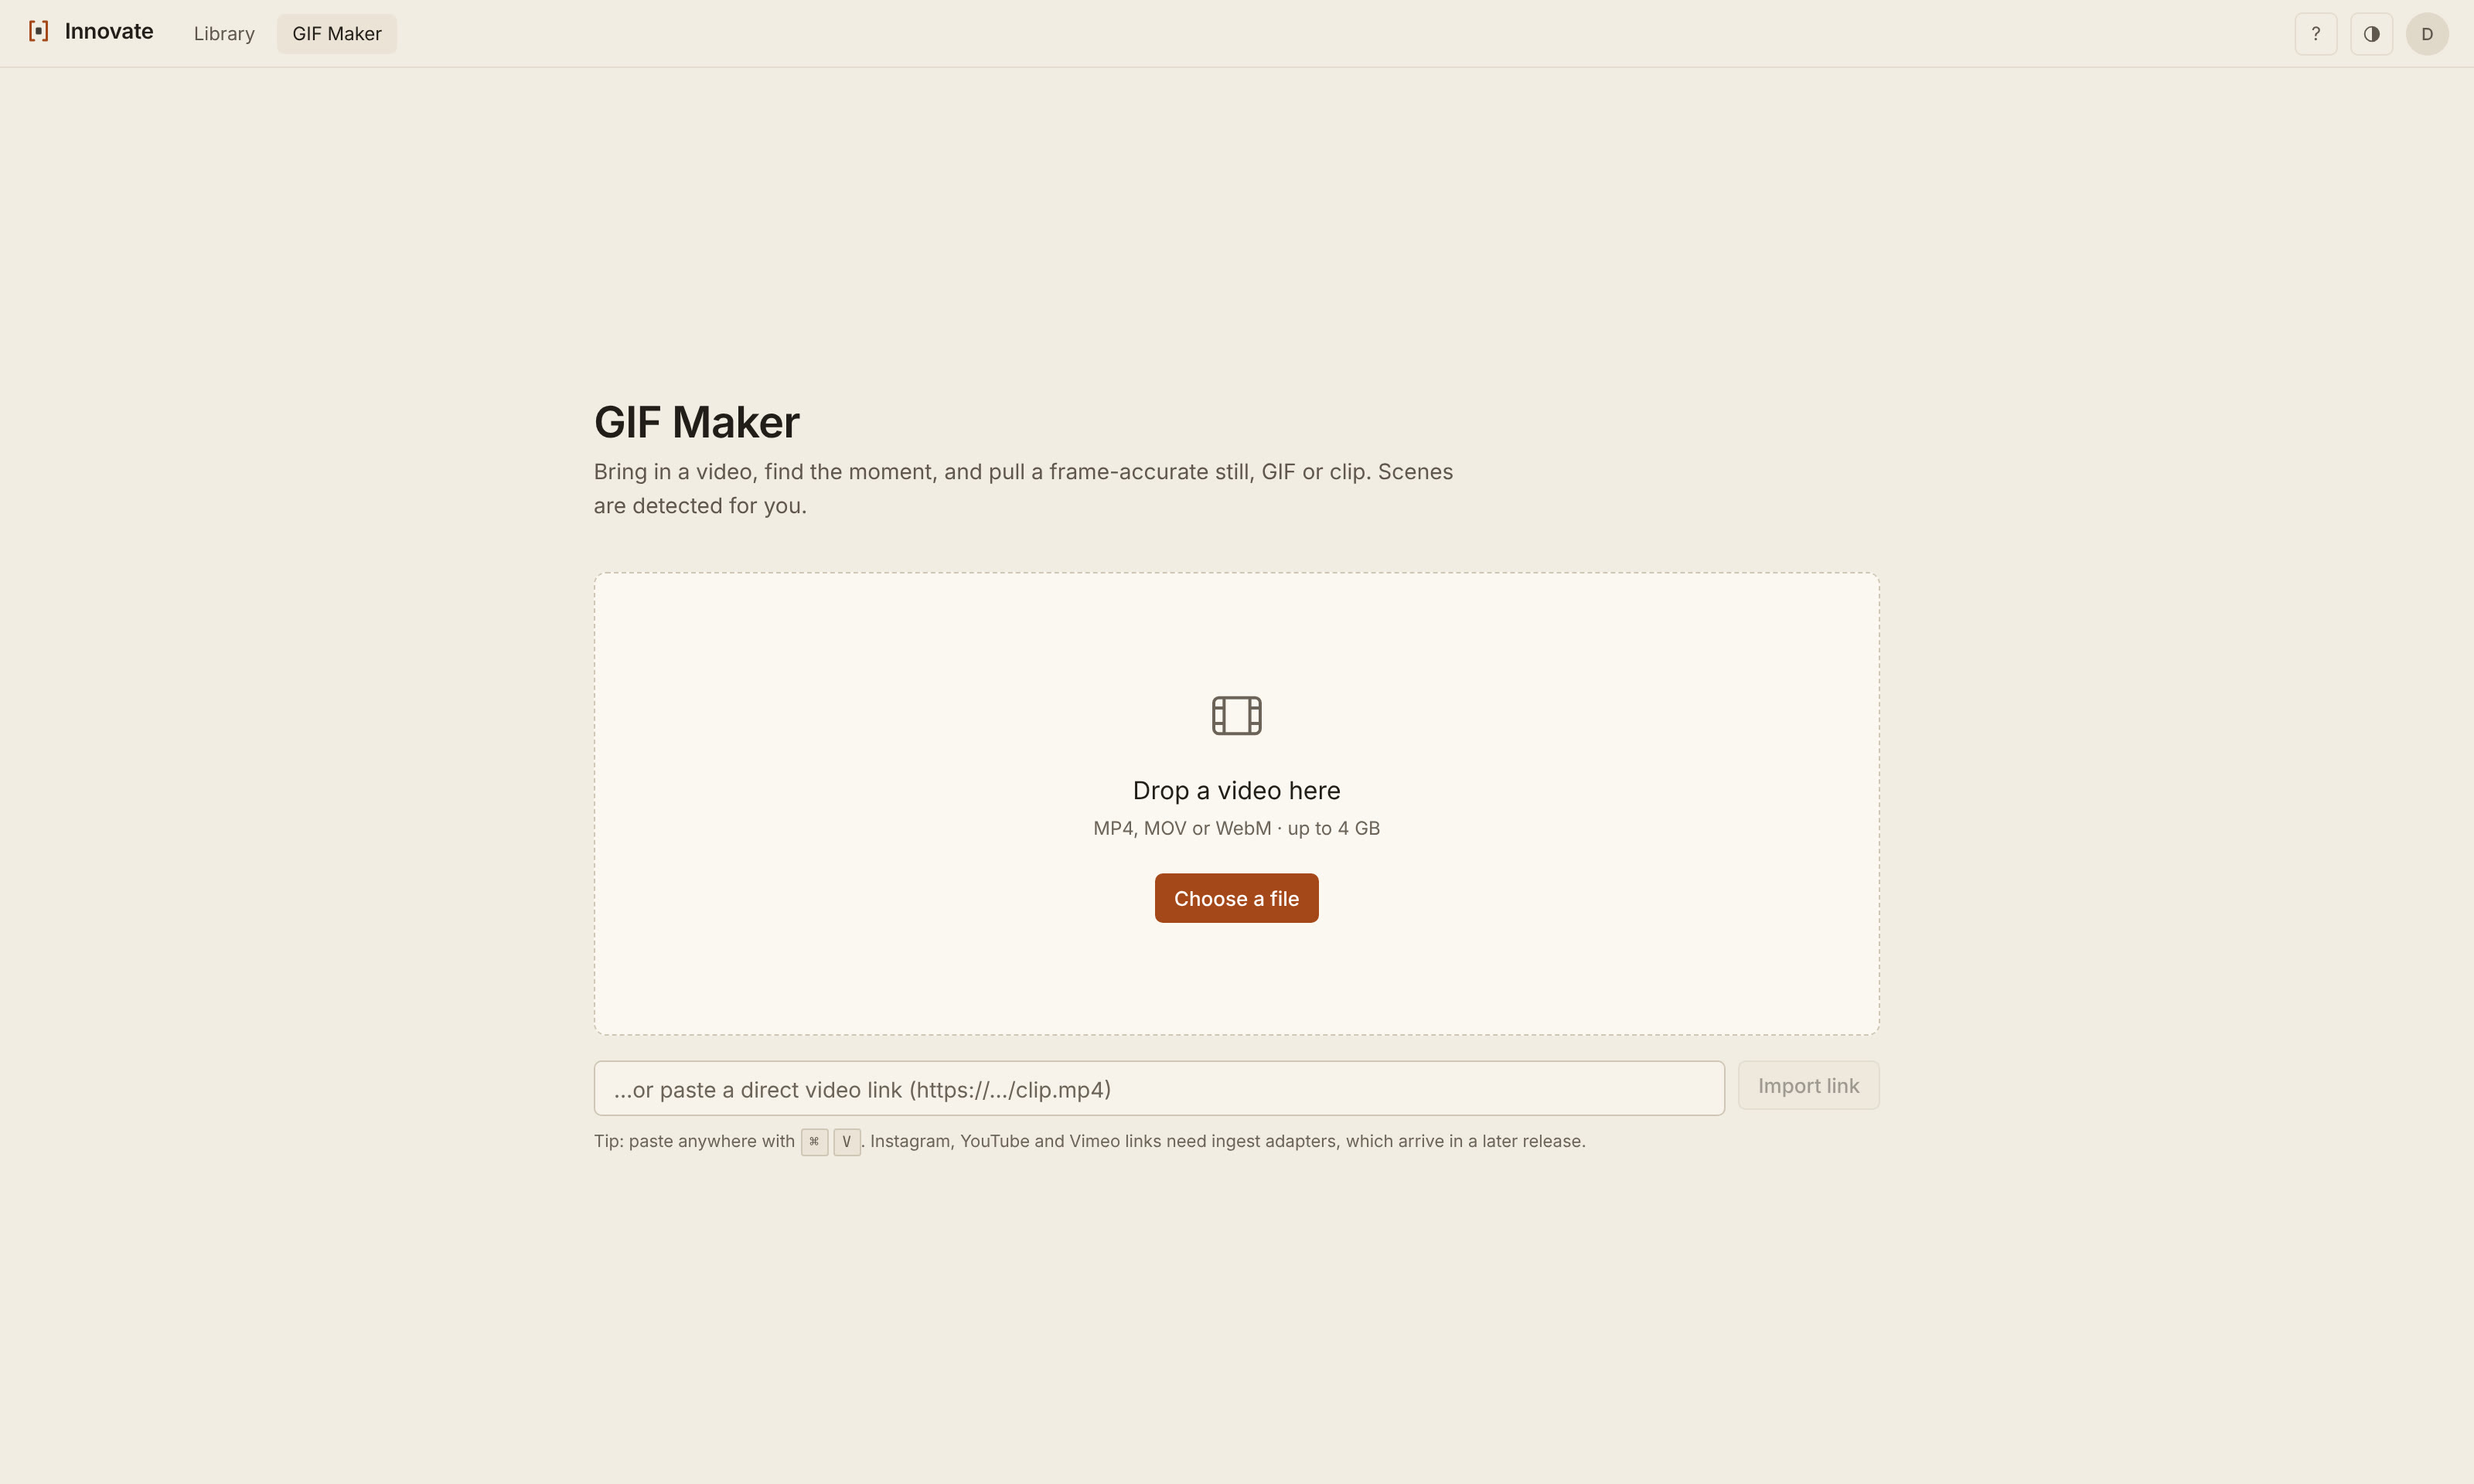 Innovate
Library
GIF Maker
?
D
GIF Maker
Bring in a video, find the moment, and pull a frame-accurate still, GIF or clip. Scenes
are detected for you.
Drop a video here
MP4, MOV or WebM · up to 4 GB
Choose a file
...or paste a direct video link (https://.../clip.mp4)
Import link
Tip: paste anywhere with ⌘ V. Instagram, YouTube and Vimeo links need ingest adapters, which arrive in a later release.